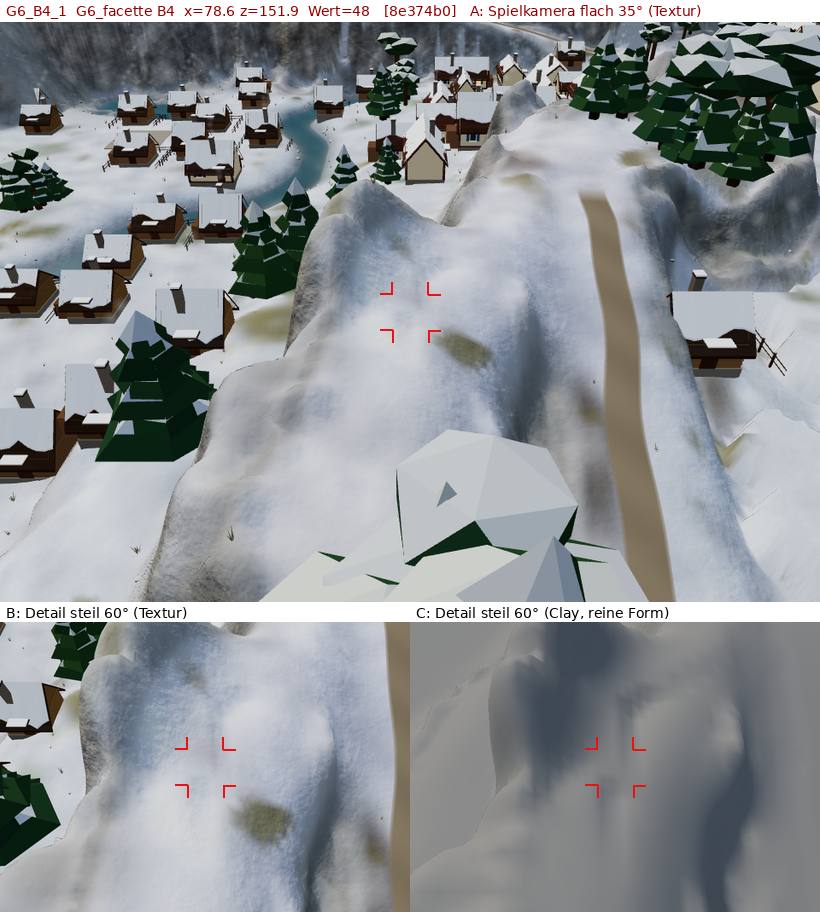 G6_B4_1  G6_facette B4  x=78.6 z=151.9  Wert=48   [8e374b0]   A: Spielkamera flach 35° (Textur)
B: Detail steil 60° (Textur)
C: Detail steil 60° (Clay, reine Form)